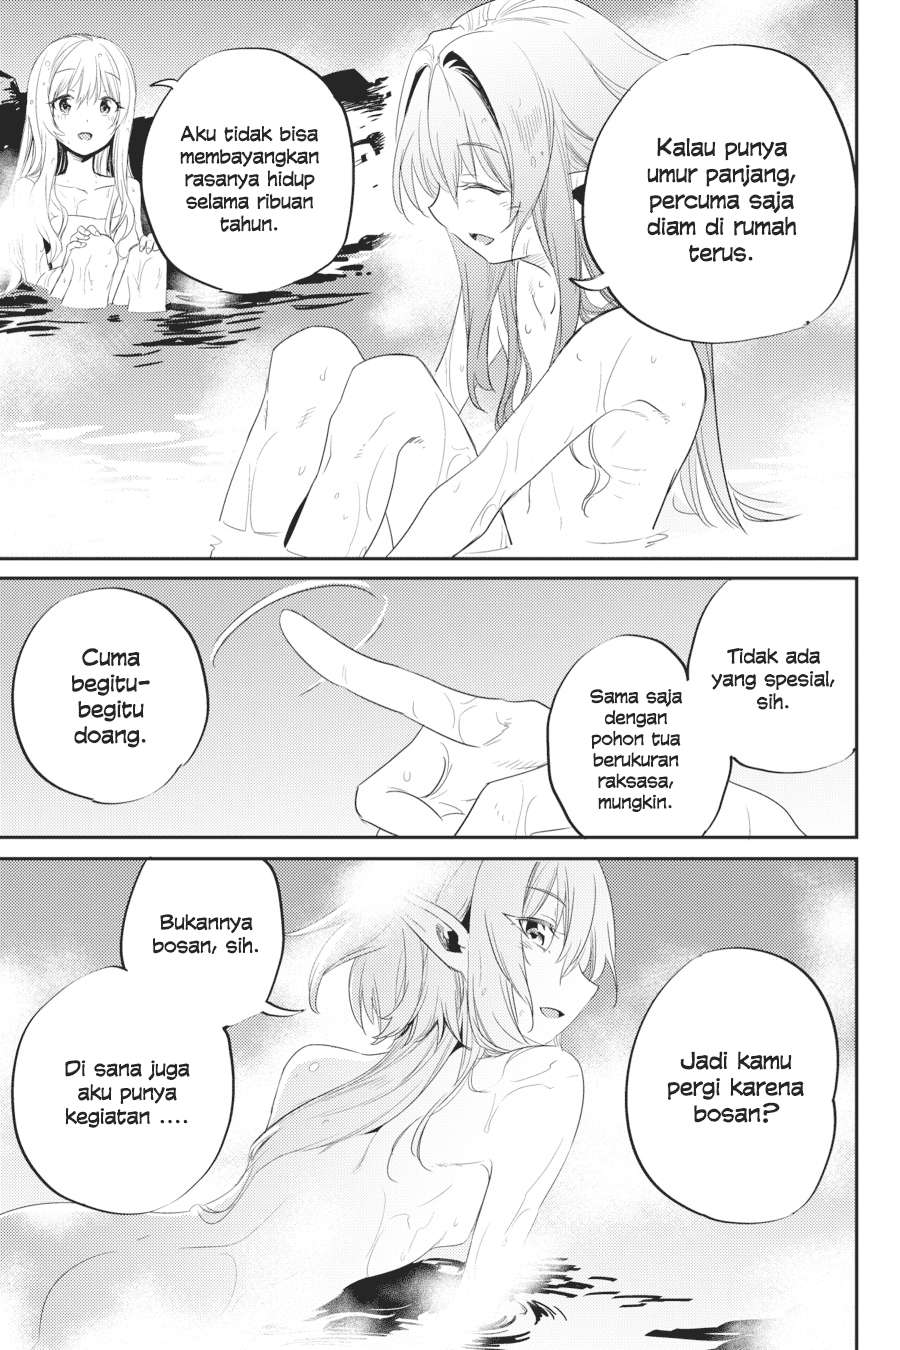 Kalau punya
umur panjang,
percuma saja
diam di rumah
terus.
Aku tidak bisa
membayangkan
rasanya hidup
selama ribuan
tahun.
Tidak ada
yang spesial,
sih.
Sama saja
dengan
pohon tua
berukuran
raksasa,
mungkin.
Cuma
begitu-
begitu
doang.
Jadi kamu
pergi karena
bosan?
Bukannya
bosan, sih.
Di sana juga
aku punya
kegiatan ....